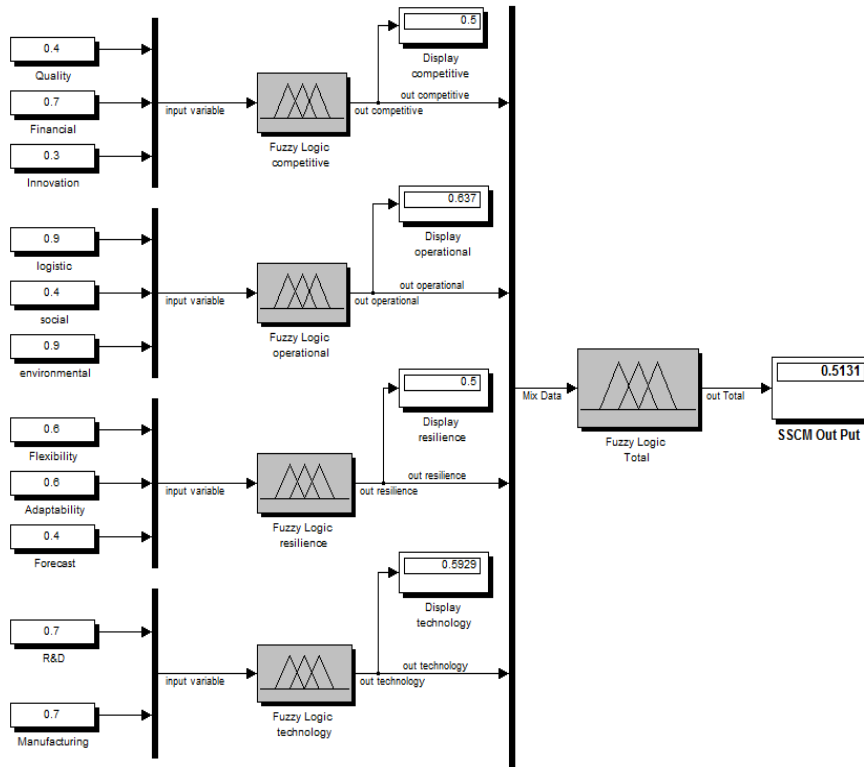 0.4
Quality
0.7
Financial
0.3
Innovation
input variable
Fuzzy Logic
competitive
0.5
Display
competitive
out competitive
out competitive
0.9
logistic
0.4
social
0.9
environmental
input variable
Fuzzy Logic
operational
0.637
Display
operational
out operational
out operational
0.6
Flexibility
0.6
Adaptability
0.4
Forecast
input variable
Fuzzy Logic
resilience
0.5
Display
resilience
out resilience
out resilience
0.7
R&D
0.7
Manufacturing
input variable
Fuzzy Logic
technology
0.5929
Display
technology
out technology
out technology
Mix Data
Fuzzy Logic
Total
out Total
0.5131
SSCM Out Put